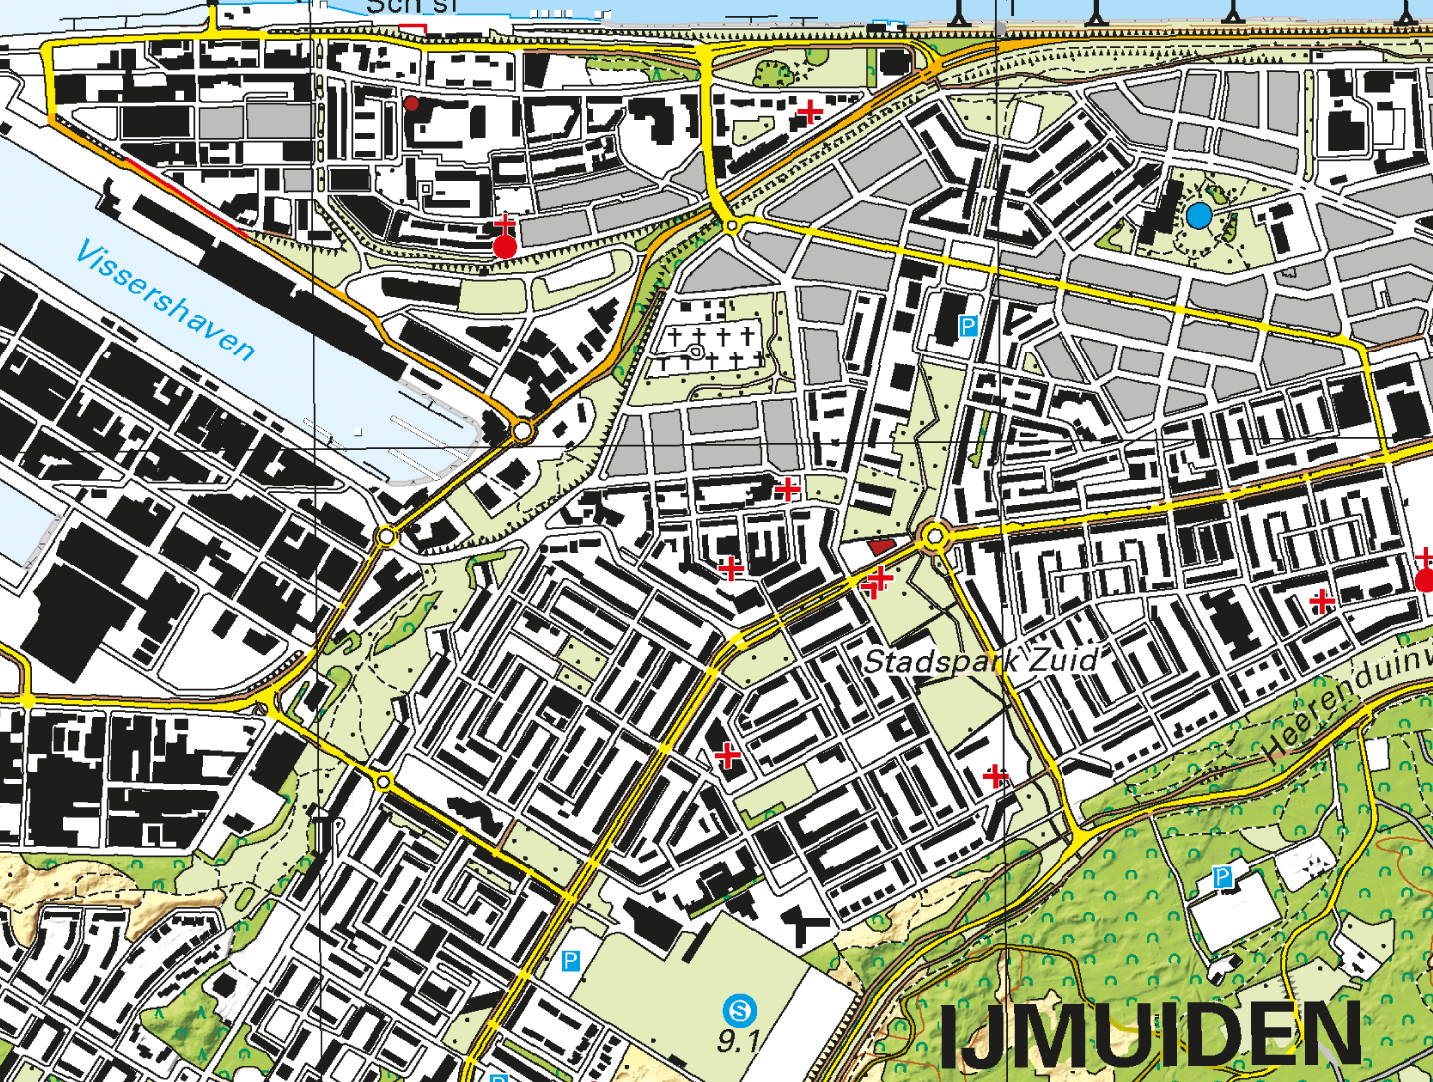 Vissershaven
P
Stadspark Zuid
Heerenduinw
P
P
S
9.1
IJMUIDEN
P